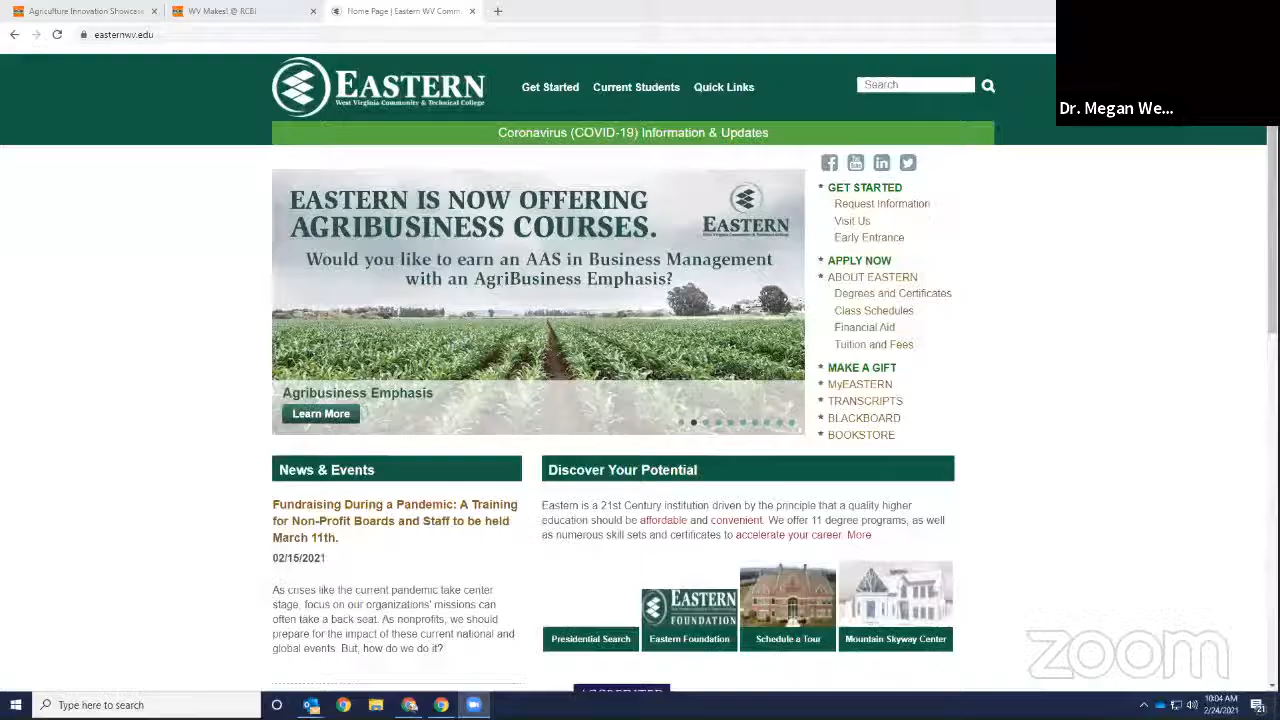 Agriculture Innovation Showcase
WV Makes! @ RCBI
Home Page | Eastern WV Comm
easternwv.edu
EASTERN
West Virginia Community & Technical College
Get Started
Current Students
Quick Links
Search
Dr. Megan We...
Coronavirus (COVID-19) Information & Updates
EASTERN IS NOW OFFERING
AGRIBUSINESS COURSES.
EASTERN
Would you like to earn an AAS in Business Management
with an AgriBusiness Emphasis?
Agribusiness Emphasis
Learn More
* GET STARTED
Request Information
Visit Us
Early Entrance
* APPLY NOW
* ABOUT EASTERN
Degrees and Certificates
Class Schedules
Financial Aid
Tuition and Fees
* MAKE A GIFT
* MyEASTERN
* TRANSCRIPTS
* BLACKBOARD
* BOOKSTORE
News & Events
Fundraising During a Pandemic: A Training
for Non-Profit Boards and Staff to be held
March 11th.
02/15/2021
As crises like the current pandemic take center
stage, focus on our organizations' missions can
often take a back seat. As nonprofits, we should
prepare for the impact of these current national and
global events. But, how do we do it?
Discover Your Potential
Eastern is a 21st Century institution driven by the principle that a quality higher
education should be affordable and convenient. We offer 11 degree programs, as well
as numerous skill sets and certificates to accelerate your career. More
EASTERN
FOUNDATION
Presidential Search
Eastern Foundation
Schedule a Tour
Mountain Skyway Center
ACCREDITED
zoom
Type here to search
10:04 AM
2/24/2021